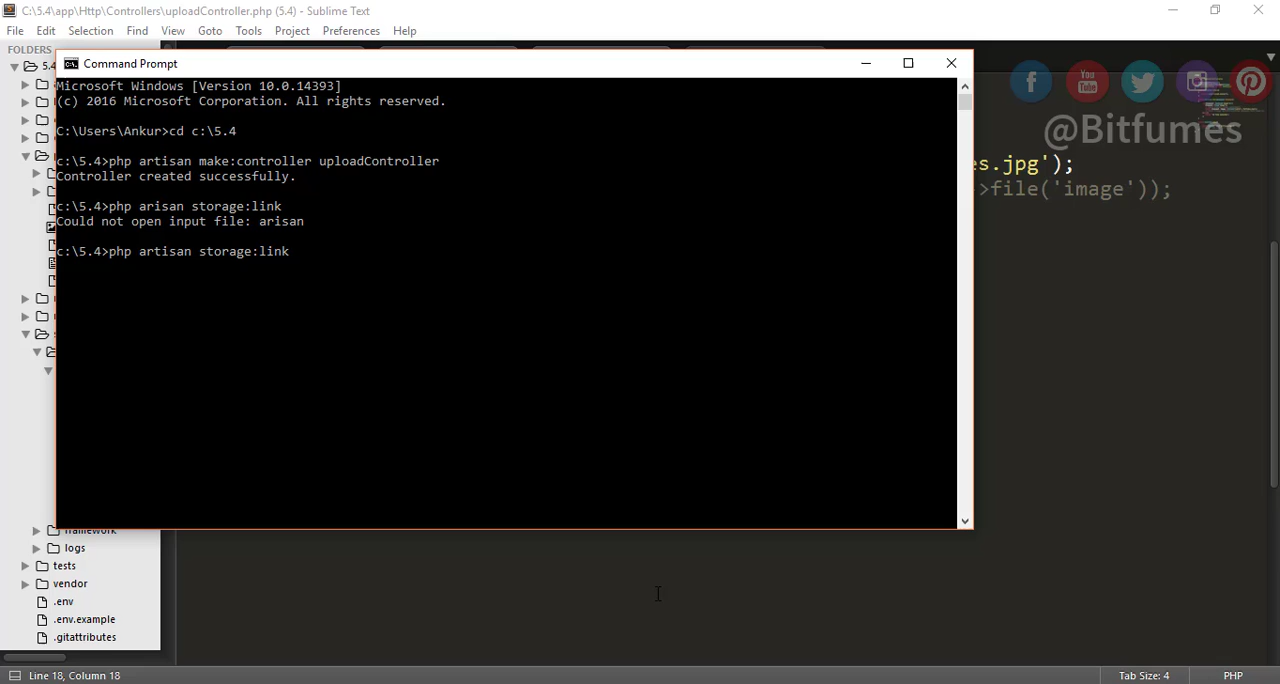 C:\5.4\app\Http\Controllers\uploadController.php (5.4) - Sublime Text
File Edit Selection Find View Goto Tools Project Preferences Help
FOLDERS
5.4
Command Prompt
Microsoft Windows [Version 10.0.14393]
(c) 2016 Microsoft Corporation. All rights reserved.
C:\Users\Ankur>cd c:\5.4
c:\5.4>php artisan make:controller uploadController
Controller created successfully.
c:\5.4>php arisan storage:link
Could not open input file: arisan
c:\5.4>php artisan storage:link
You Tube
@Bitfumes
es.jpg');
>file('image'));
framework
logs
tests
vendor
.env
.env.example
.gitattributes
Line 18, Column 18
Tab Size: 4
PHP